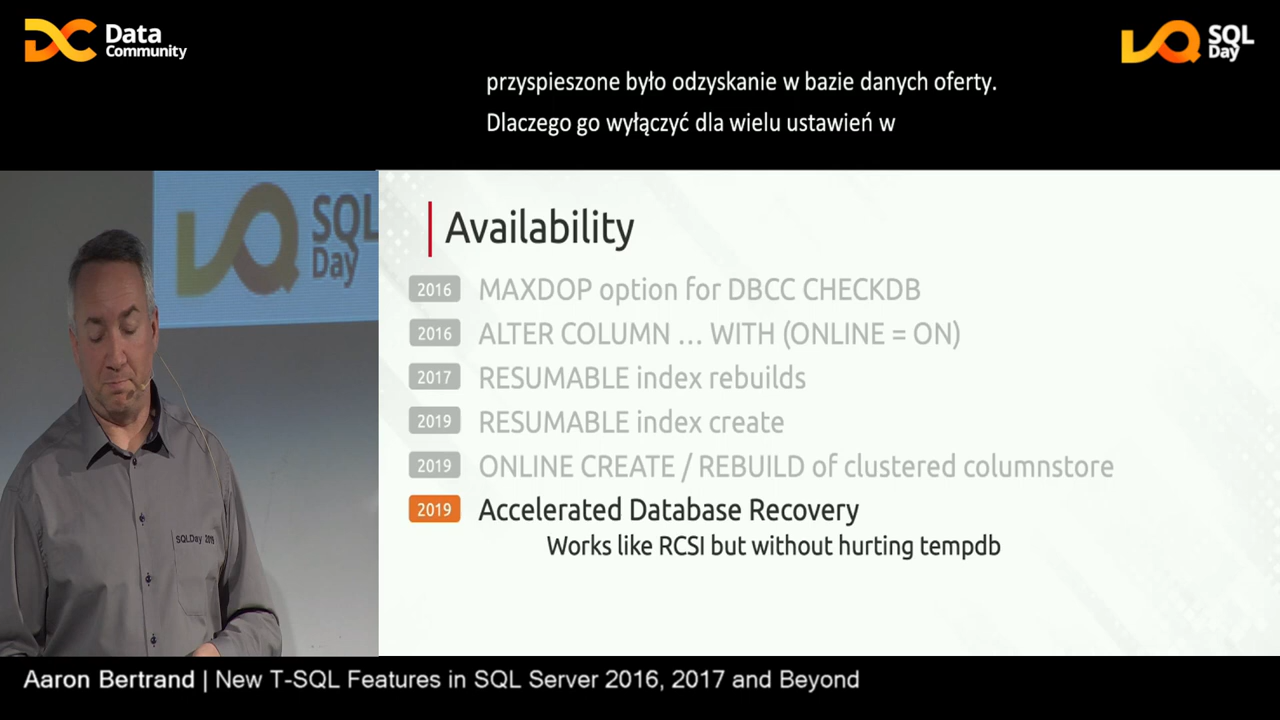 Data
Community
SQL
Day
przyspieszone było odzyskanie w bazie danych oferty.
Dlaczego go wyłączyć dla wielu ustawień w
SQL
Day
SQLDay 2019
Availability
2016 MAXDOP option for DBCC CHECKDB
2016 ALTER COLUMN … WITH (ONLINE = ON)
2017 RESUMABLE index rebuilds
2019 RESUMABLE index create
2019 ONLINE CREATE / REBUILD of clustered columnstore
2019 Accelerated Database Recovery
Works like RCSI but without hurting tempdb
Aaron Bertrand | New T-SQL Features in SQL Server 2016, 2017 and Beyond